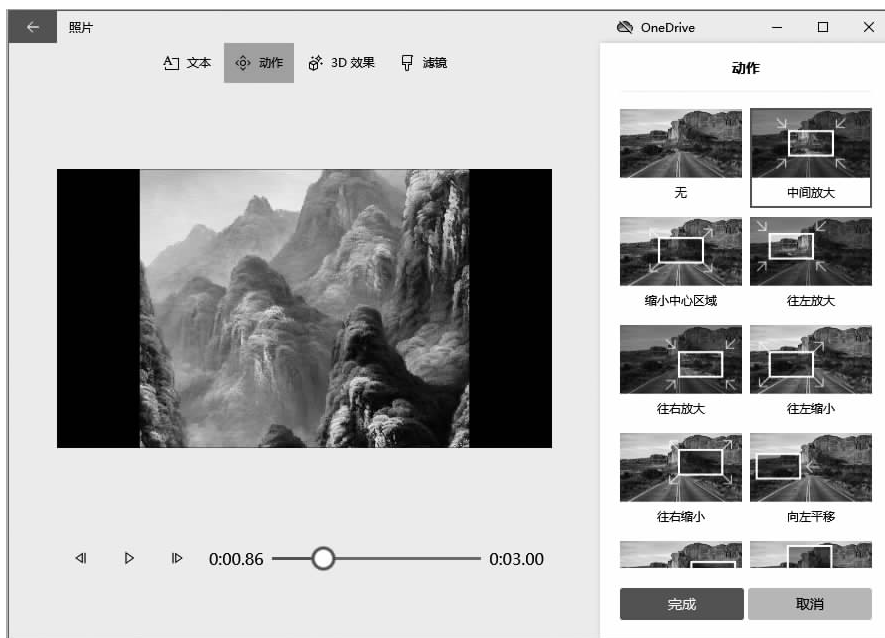 照片
OneDrive
文本 动作 3D 效果 滤镜
动作
无 中间放大
缩小中心区域 往左放大
往右放大 往左缩小
往右缩小 向左平移
0:00.86 0:03.00
完成 取消